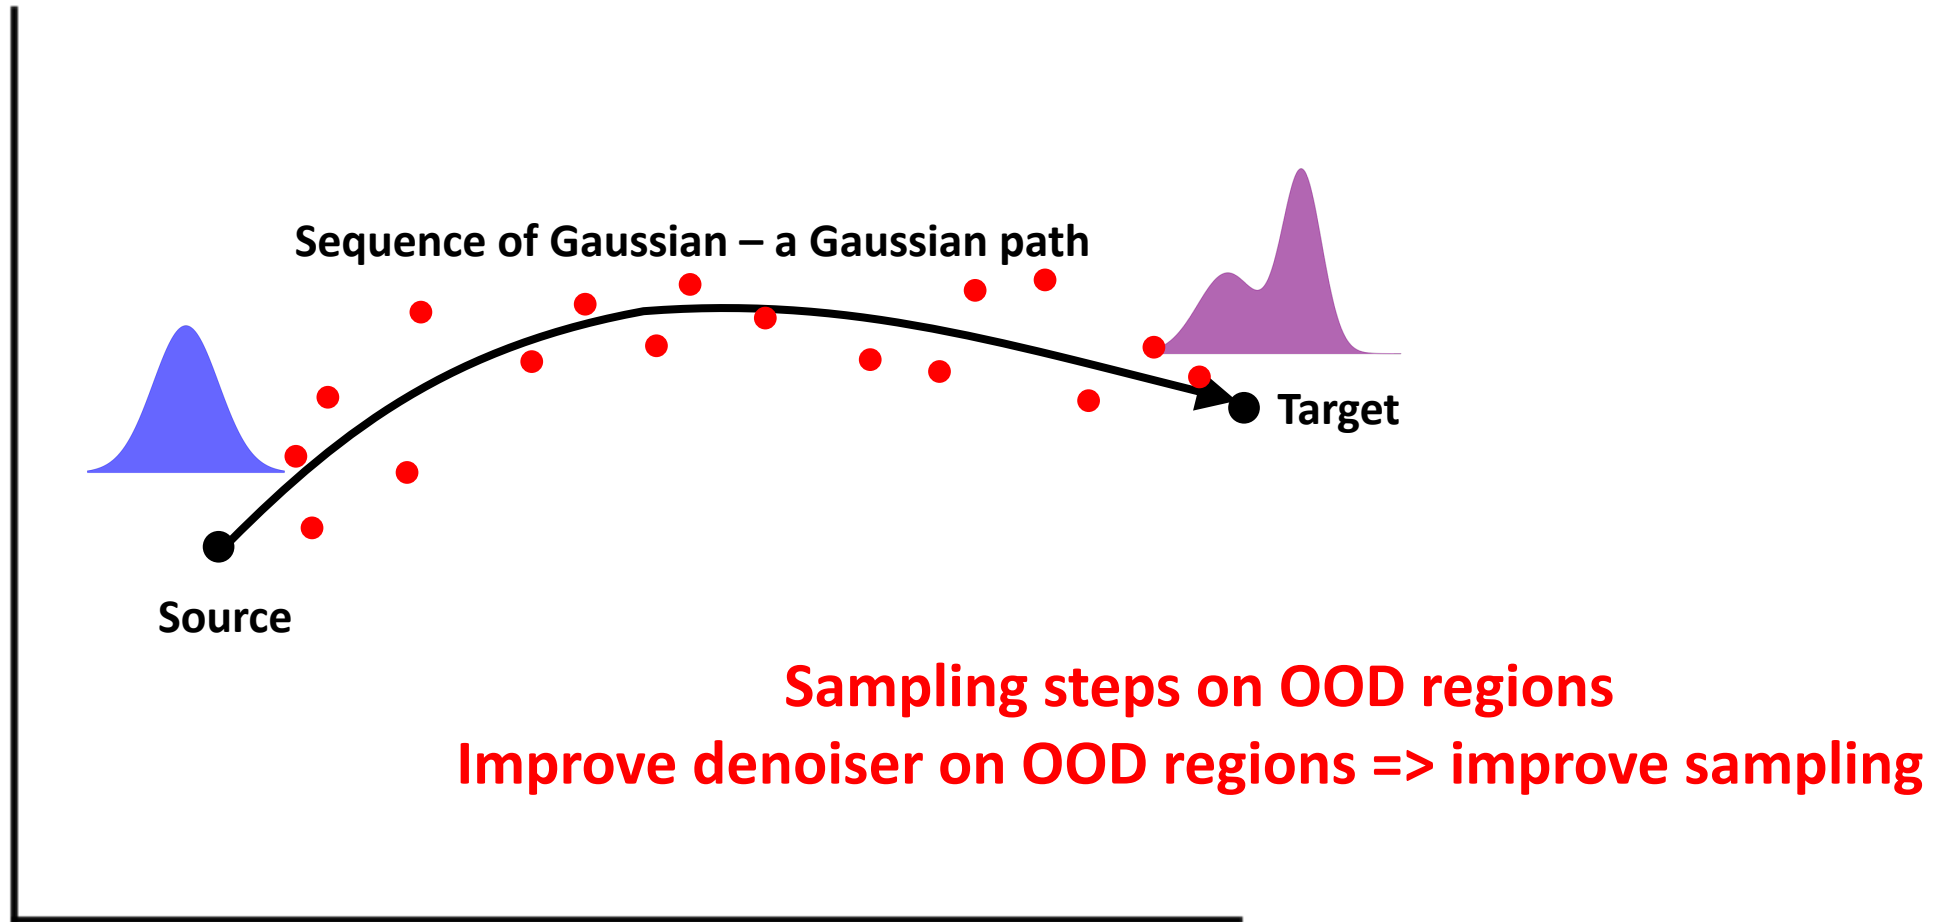 Sequence of Gaussian – a Gaussian path
Target
Source
Sampling steps on OOD regions
Improve denoiser on OOD regions => improve sampling